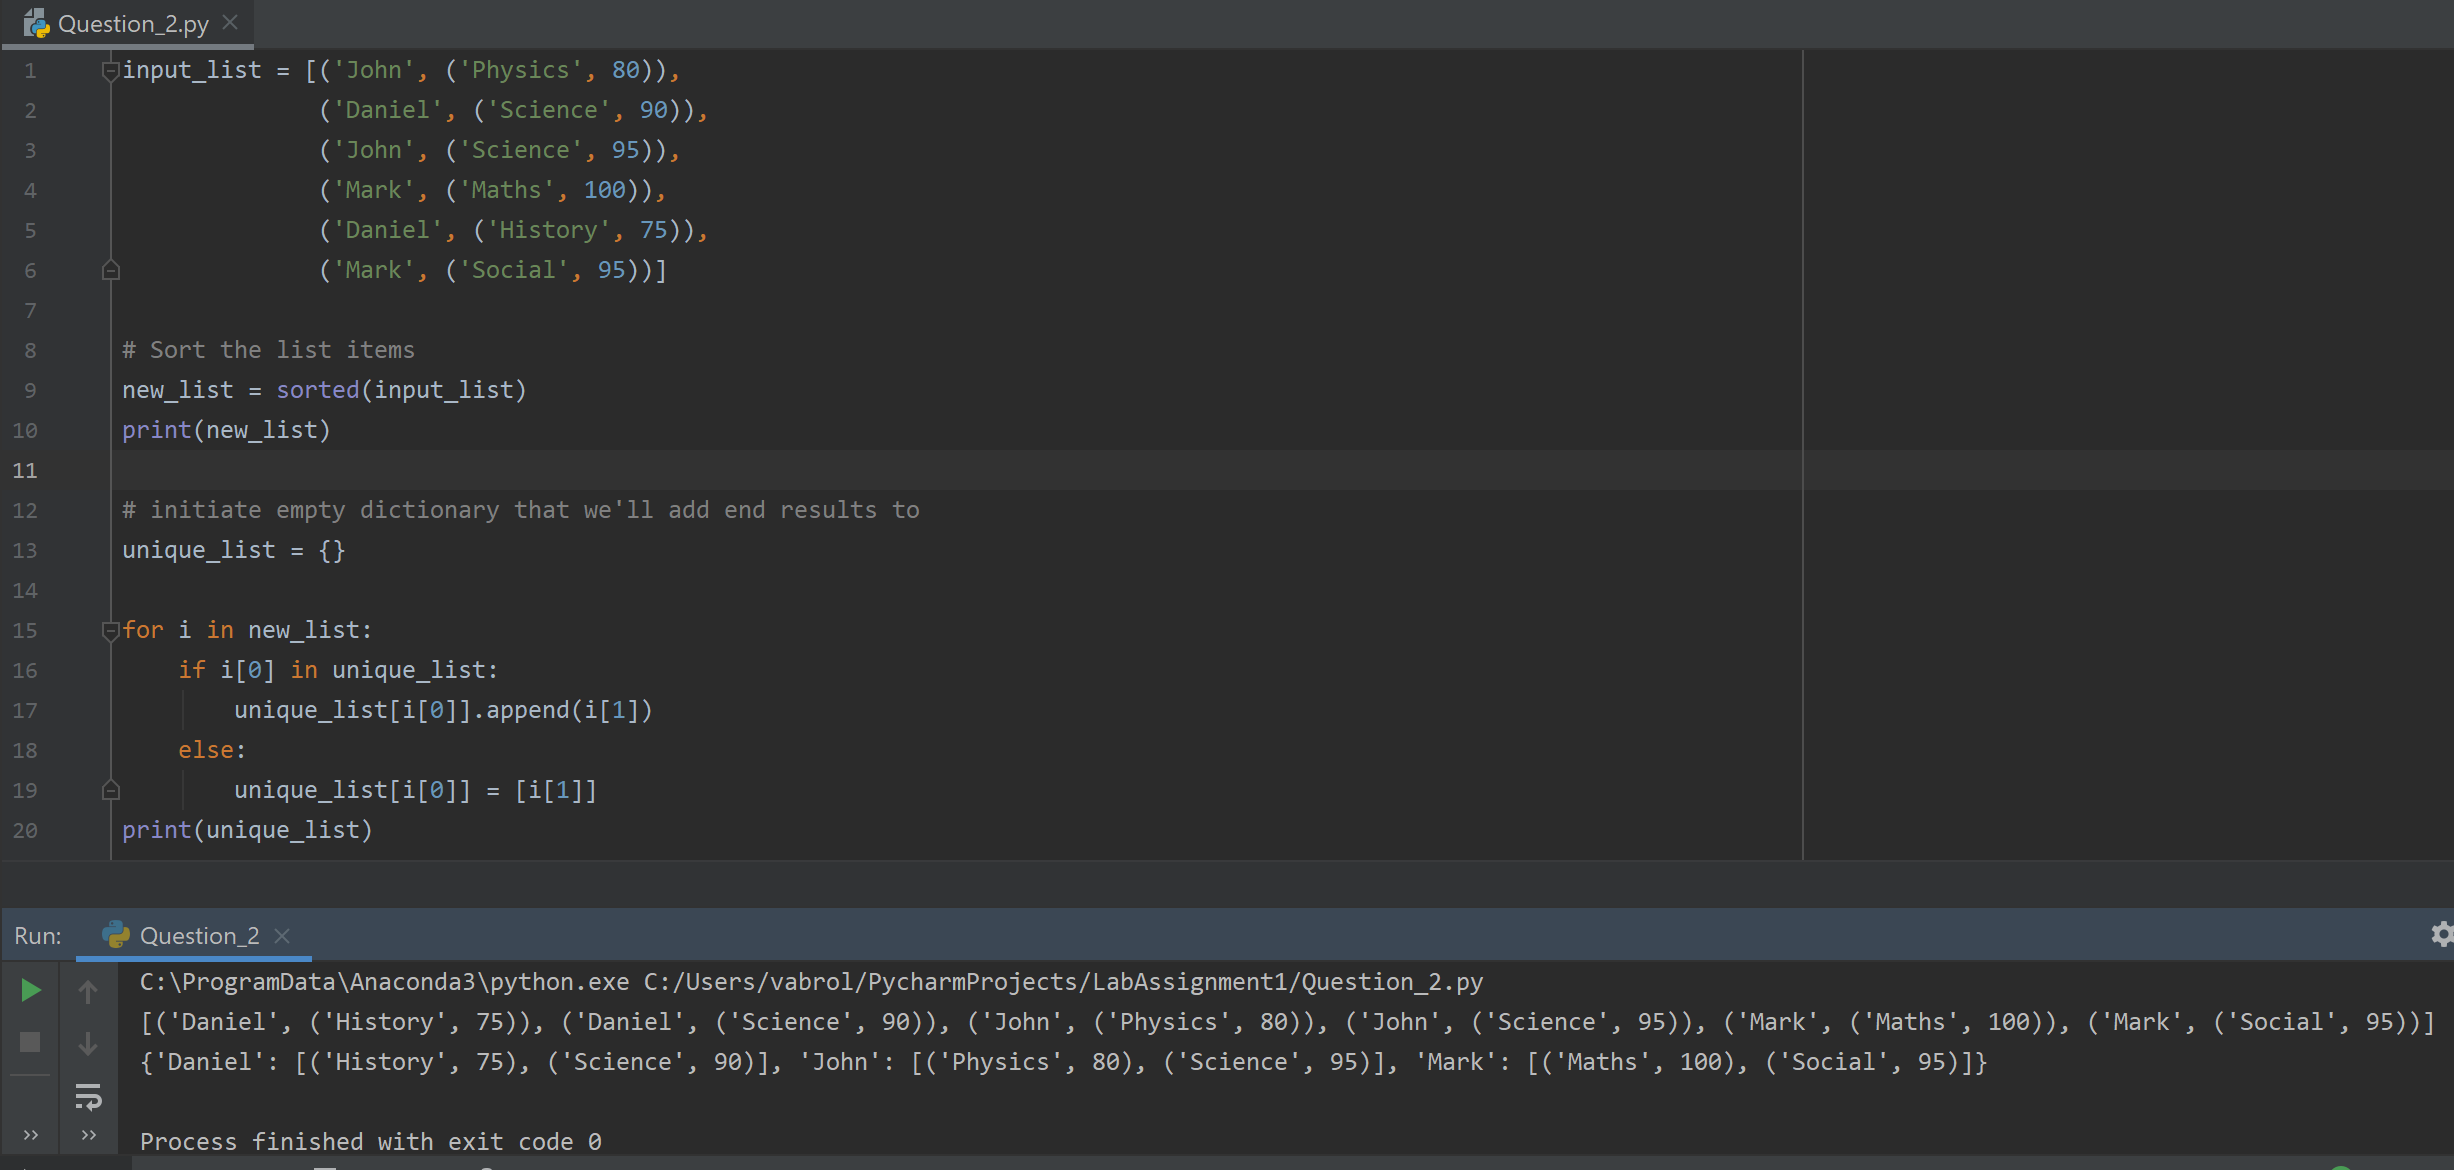 Question_2.py
1 input_list = [('John', ('Physics', 80)),
2 ('Daniel', ('Science', 90)),
3 ('John', ('Science', 95)),
4 ('Mark', ('Maths', 100)),
5 ('Daniel', ('History', 75)),
6 ('Mark', ('Social', 95))]
7
8 # Sort the list items
9 new_list = sorted(input_list)
10 print(new_list)
11
12 # initiate empty dictionary that we'll add end results to
13 unique_list = {}
14
15 for i in new_list:
16     if i[0] in unique_list:
17         unique_list[i[0]].append(i[1])
18     else:
19         unique_list[i[0]] = [i[1]]
20 print(unique_list)
Run: Question_2
C:\ProgramData\Anaconda3\python.exe C:/Users/vabrol/PycharmProjects/LabAssignment1/Question_2.py
[('Daniel', ('History', 75)), ('Daniel', ('Science', 90)), ('John', ('Physics', 80)), ('John', ('Science', 95)), ('Mark', ('Maths', 100)), ('Mark', ('Social', 95))]
{'Daniel': [('History', 75), ('Science', 90)], 'John': [('Physics', 80), ('Science', 95)], 'Mark': [('Maths', 100), ('Social', 95)]}
Process finished with exit code 0